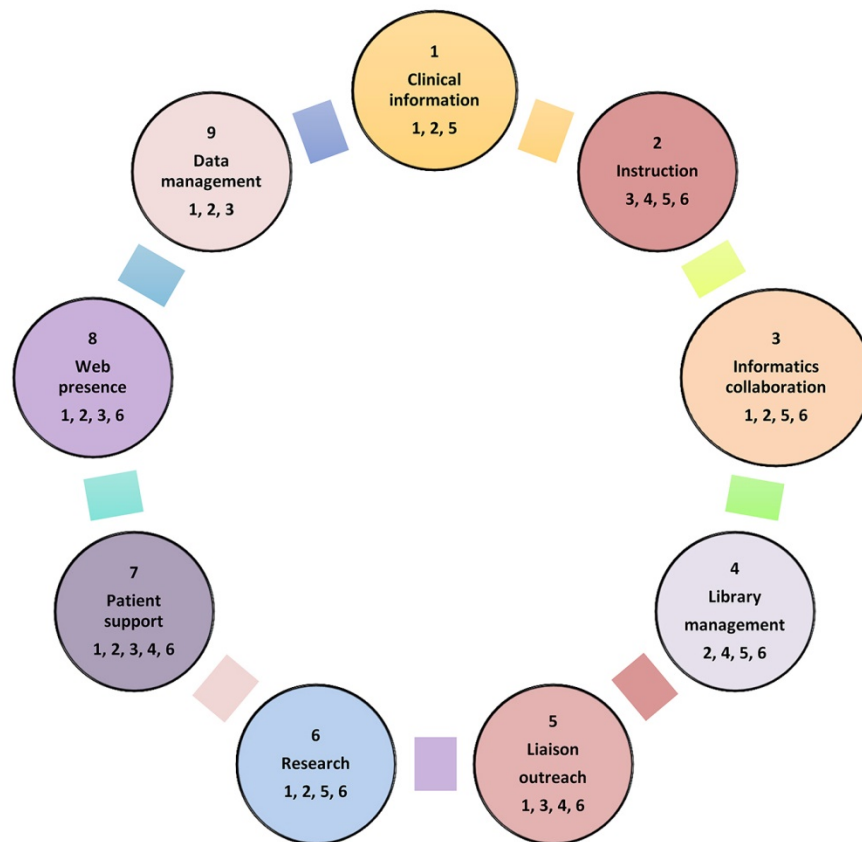 1
Clinical
information
1, 2, 5
2
Instruction
3, 4, 5, 6
3
Informatics
collaboration
1, 2, 5, 6
4
Library
management
2, 4, 5, 6
5
Liaison
outreach
1, 3, 4, 6
6
Research
1, 2, 5, 6
7
Patient
support
1, 2, 3, 4, 6
8
Web
presence
1, 2, 3, 6
9
Data
management
1, 2, 3